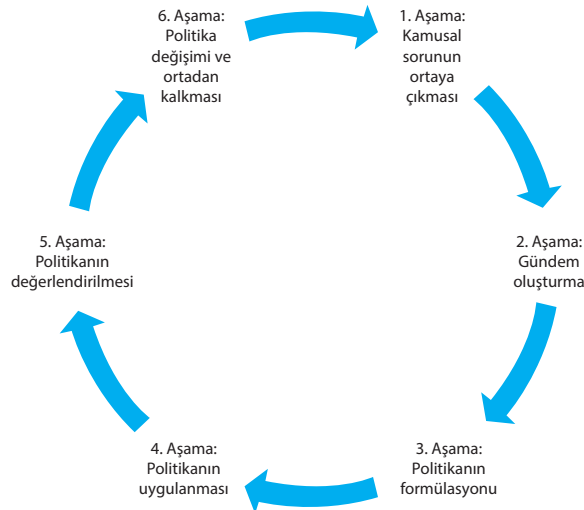 1. Aşama:
Kamusal
sorunun
ortaya
çıkması
2. Aşama:
Gündem
oluşturma
3. Aşama:
Politikanın
formülasyonu
4. Aşama:
Politikanın
uygulanması
5. Aşama:
Politikanın
değerlendirilmesi
6. Aşama:
Politika
değişimi ve
ortadan
kalkması